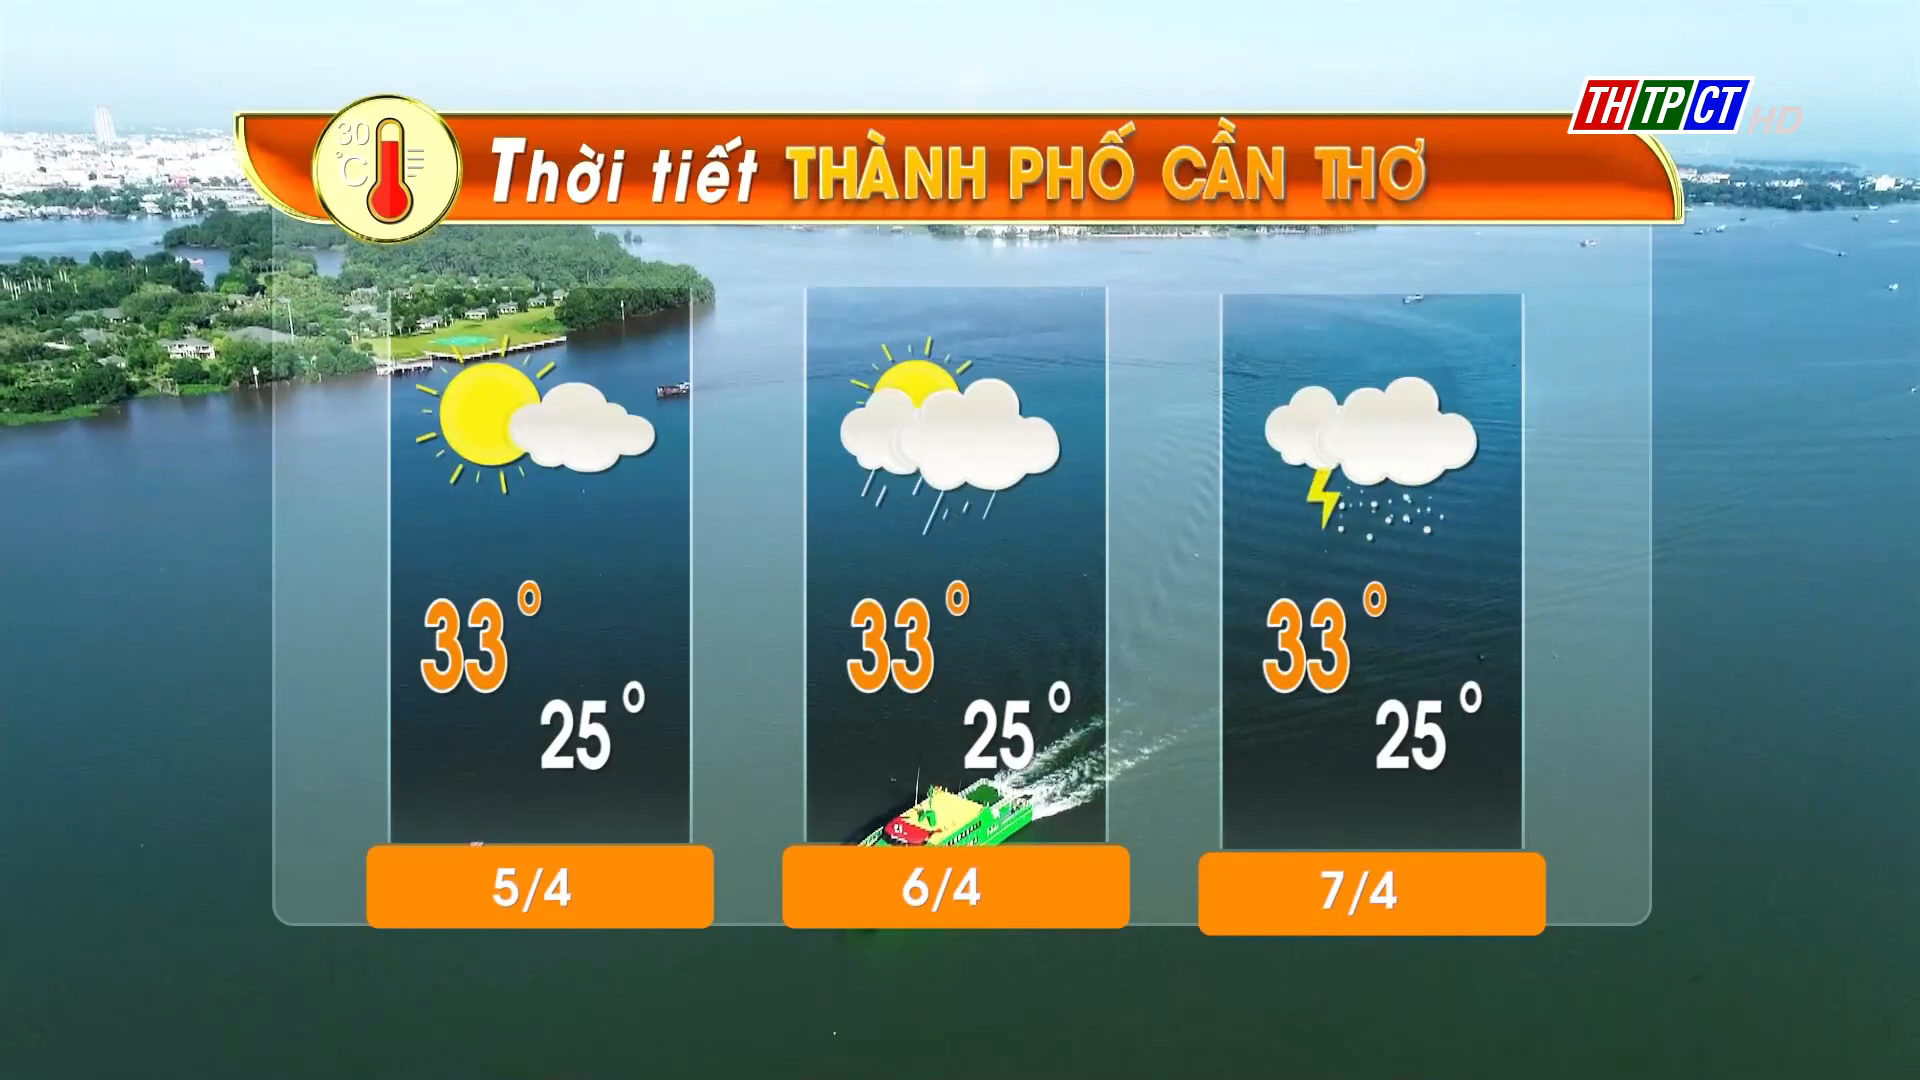 THTPCT HD
30
°C
Thời tiết THÀNH PHỐ CẦN THƠ
33° 33° 33°
25° 25° 25°
5/4 6/4 7/4